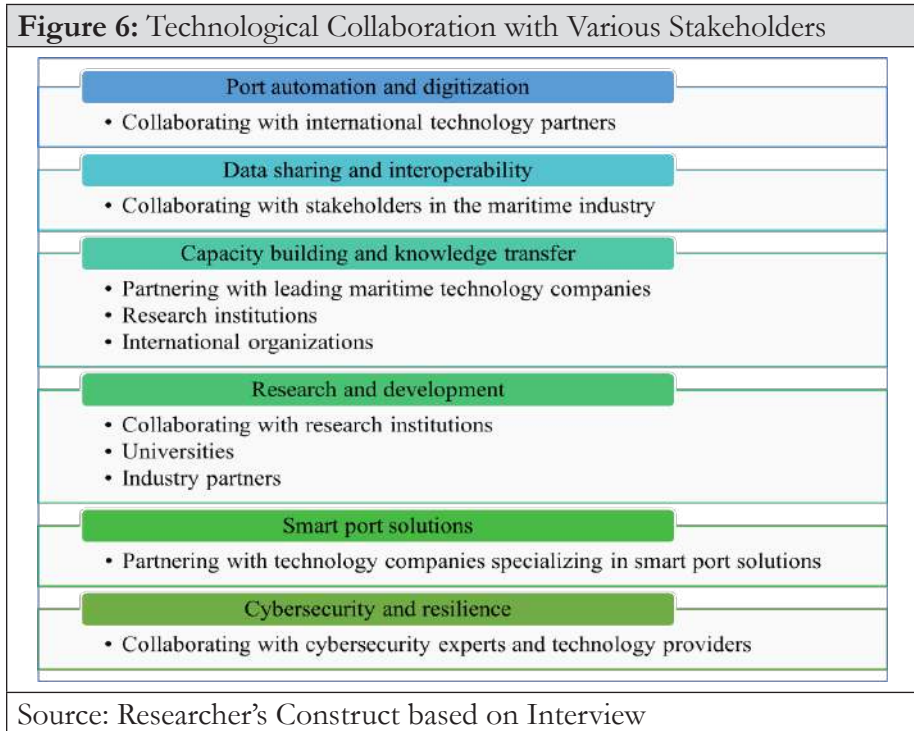 Figure 6: Technological Collaboration with Various Stakeholders
Port automation and digitization
• Collaborating with international technology partners
Data sharing and interoperability
• Collaborating with stakeholders in the maritime industry
Capacity building and knowledge transfer
• Partnering with leading maritime technology companies
• Research institutions
• International organizations
Research and development
• Collaborating with research institutions
• Universities
• Industry partners
Smart port solutions
• Partnering with technology companies specializing in smart port solutions
Cybersecurity and resilience
• Collaborating with cybersecurity experts and technology providers
Source: Researcher's Construct based on Interview